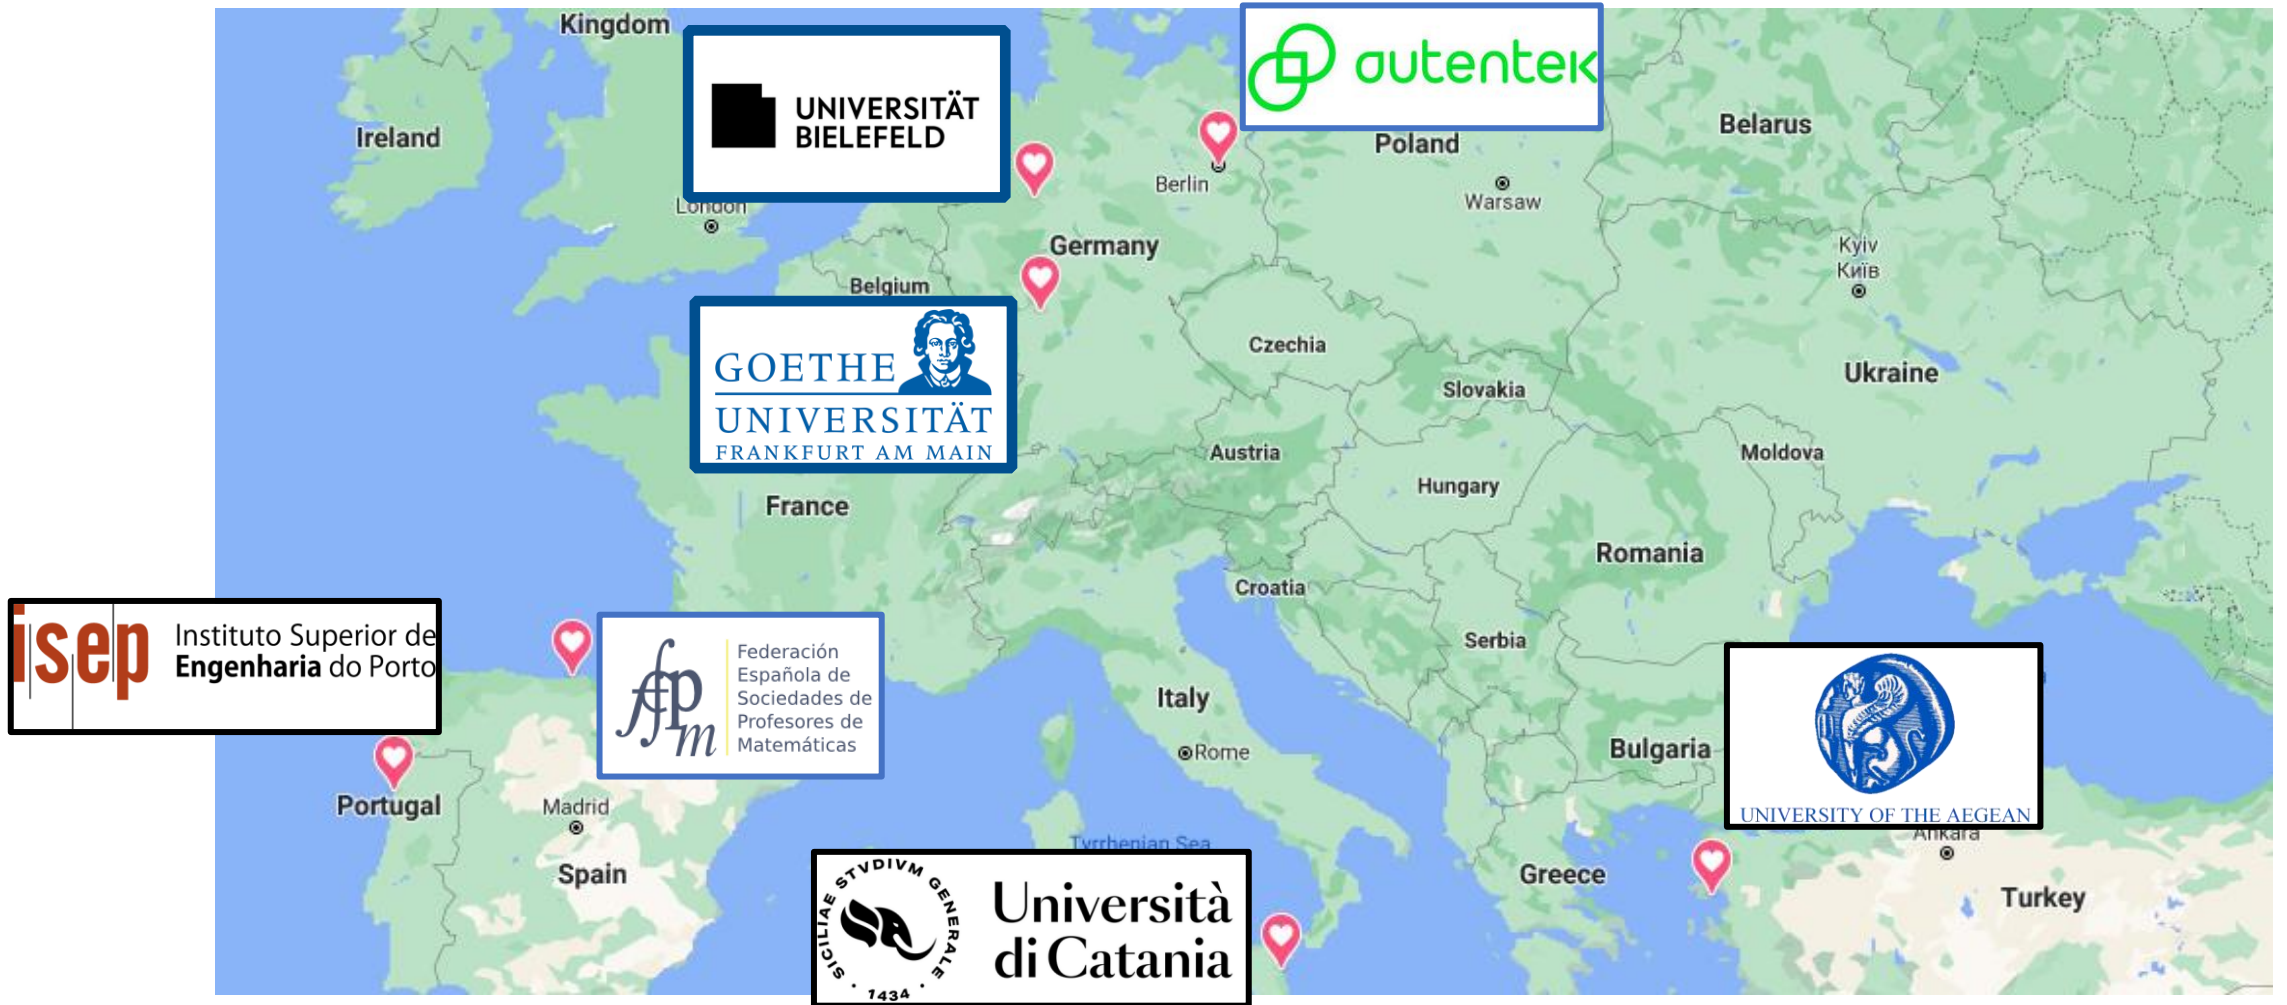 Kingdom
UNIVERSITÄT
BIELEFELD
autentek
Ireland
Poland
Belarus
Berlin
Warsaw
London
Germany
Kyiv
Київ
Belgium
GOETHE
UNIVERSITÄT
FRANKFURT AM MAIN
Czechia
Slovakia
Ukraine
Austria
Moldova
Hungary
France
Romania
Croatia
isep
Instituto Superior de
Engenharia do Porto
Serbia
ffpm
Federación
Española de
Sociedades de
Profesores de
Matemáticas
Italy
Rome
Bulgaria
UNIVERSITY OF THE AEGEAN
Portugal
Madrid
Ankara
Tyrrhenian Sea
Spain
Greece
Turkey
SICILIAE STVDIVM GENERALE
1434
Università
di Catania